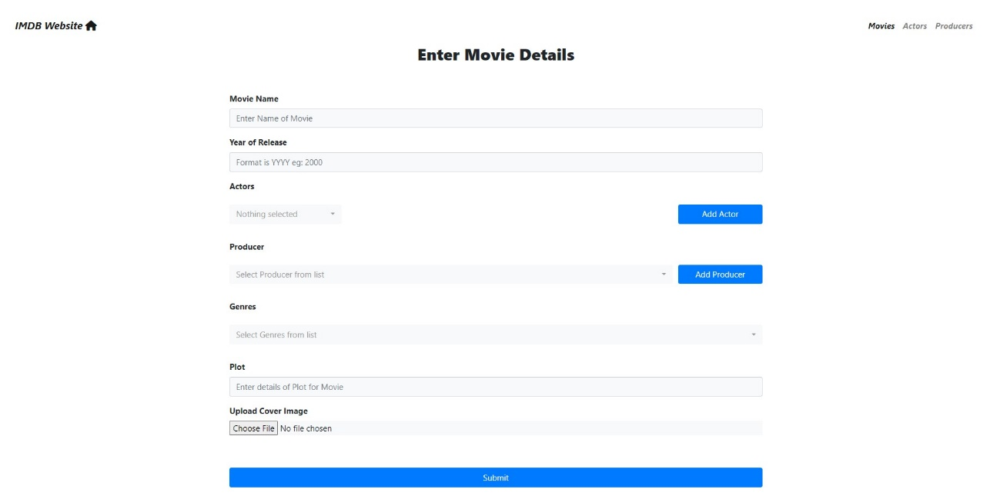 IMDB Website
Movies Actors Producers
Enter Movie Details
Movie Name
Enter Name of Movie
Year of Release
Format is YYYY eg: 2000
Actors
Nothing selected
Add Actor
Producer
Select Producer from list
Add Producer
Genres
Select Genres from list
Plot
Enter details of Plot for Movie
Upload Cover Image
Choose File No file chosen
Submit